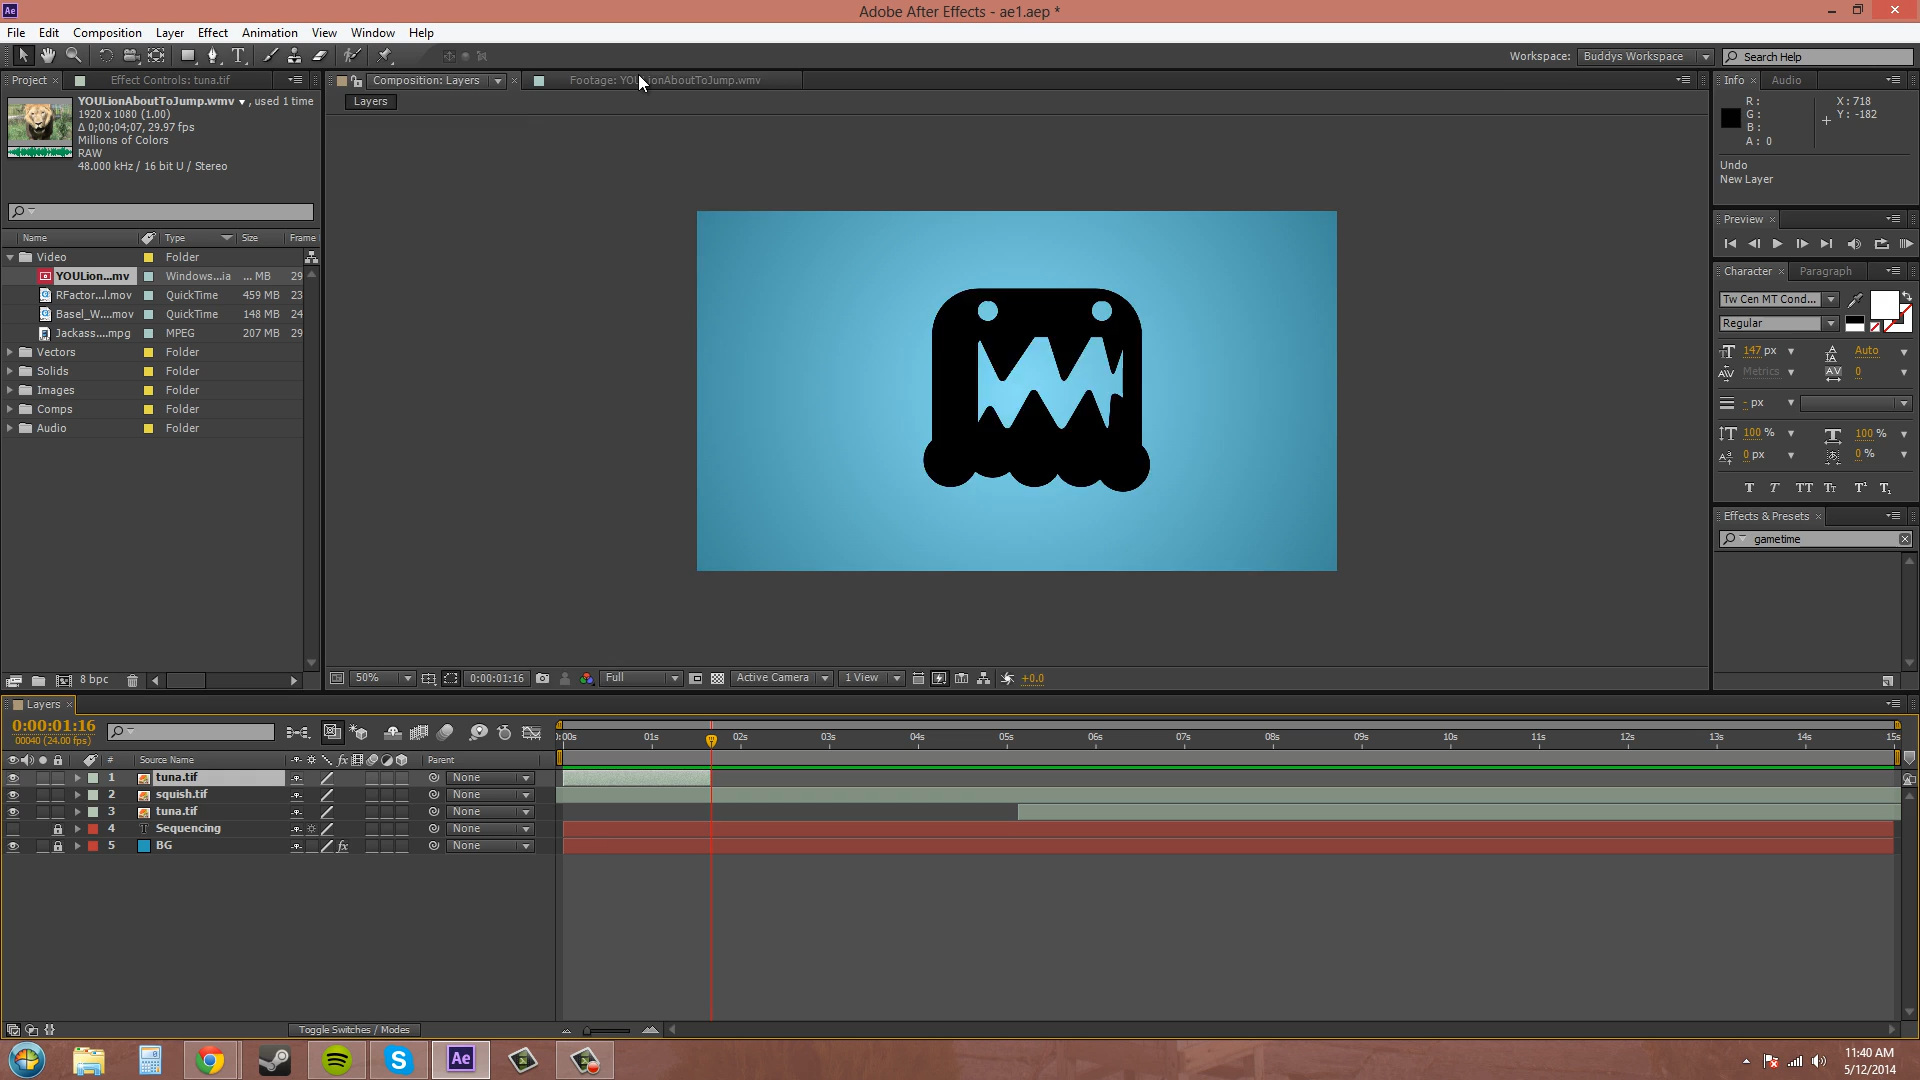 Ae Adobe After Effects - ae1.aep *
File Edit Composition Layer Effect Animation View Window Help
Workspace: Buddys Workspace Search Help
Project Effect Controls: tuna.tif Composition: Layers Footage: YOULionAboutToJump.wmv Info Audio
Layers
YOULionAboutToJump.wmv , used 1 time
1920 x 1080 (1.00)
Δ 0;00;04;07, 29.97 fps
Millions of Colors
RAW
48.000 kHz / 16 bit U / Stereo
R :
G :
B :
A : 0
X : 718
Y : -182
Undo
New Layer
Preview
Character Paragraph
Tw Cen MT Cond...
Regular
147 px Auto
Metrics 0
- px
100 % 100 %
0 px 0 %
T T TT Tt T¹ T₁
Effects & Presets
gametime
Name Type Size Frame
Video Folder
YOULion...mv Windows...ia ... MB 29
RFactor...l.mov QuickTime 459 MB 23
Basel_W....mov QuickTime 148 MB 24
Jackass....mpg MPEG 207 MB 29
Vectors Folder
Solids Folder
Images Folder
Comps Folder
Audio Folder
8 bpc
50% 0:00:01:16 Full Active Camera 1 View +0.0
Layers
0:00:01:16
00040 (24.00 fps)
:00s 01s 02s 03s 04s 05s 06s 07s 08s 09s 10s 11s 12s 13s 14s 15s
# Source Name Parent
1 tuna.tif None
2 squish.tif None
3 tuna.tif None
4 T Sequencing None
5 BG fx None
Toggle Switches / Modes
Ae
11:40 AM
5/12/2014